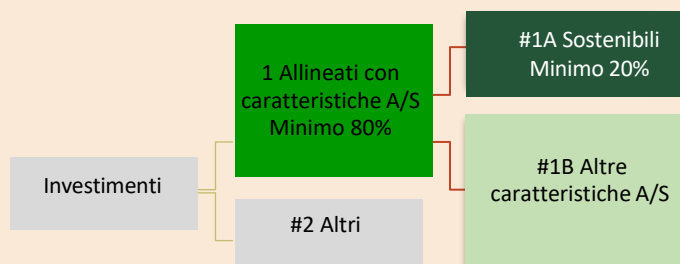 Investimenti
1 Allineati con
caratteristiche A/S
Minimo 80%
#2 Altri
#1A Sostenibili
Minimo 20%
#1B Altre
caratteristiche A/S